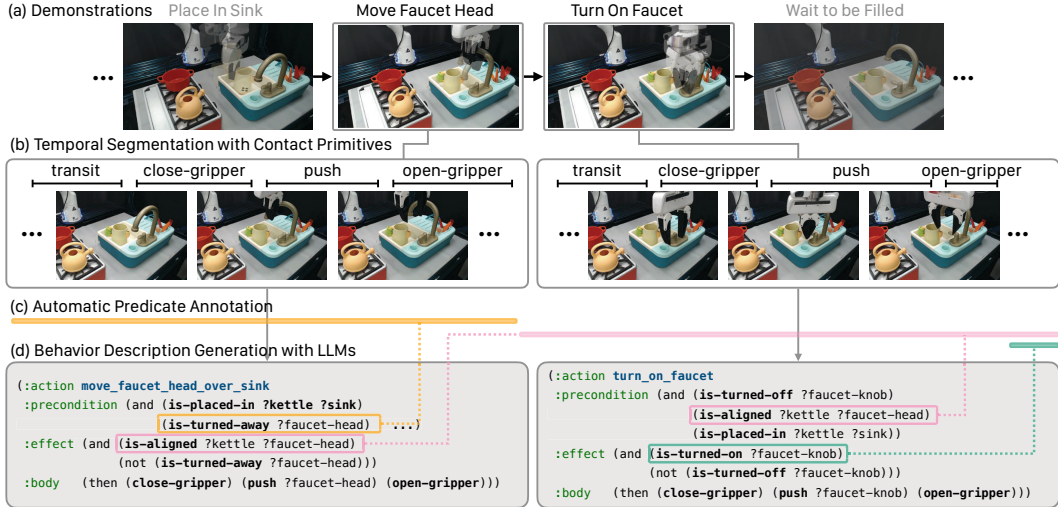 (a) Demonstrations
Place In Sink
Move Faucet Head
Turn On Faucet
Wait to be Filled
...
...
(b) Temporal Segmentation with Contact Primitives
transit
close-gripper
push
open-gripper
...
...
transit
close-gripper
push
open-gripper
...
...
(c) Automatic Predicate Annotation
(d) Behavior Description Generation with LLMs
(:action move_faucet_head_over_sink
:precondition (and (is-placed-in ?kettle ?sink)
(is-turned-away ?faucet-head) ...)
:effect (and (is-aligned ?kettle ?faucet-head)
(not (is-turned-away ?faucet-head)))
:body (then (close-gripper) (push ?faucet-head) (open-gripper)))
(:action turn_on_faucet
:precondition (and (is-turned-off ?faucet-knob)
(is-aligned ?kettle ?faucet-head)
(is-placed-in ?kettle ?sink))
:effect (and (is-turned-on ?faucet-knob)
(not (is-turned-off ?faucet-knob)))
:body (then (close-gripper) (push ?faucet-knob) (open-gripper)))